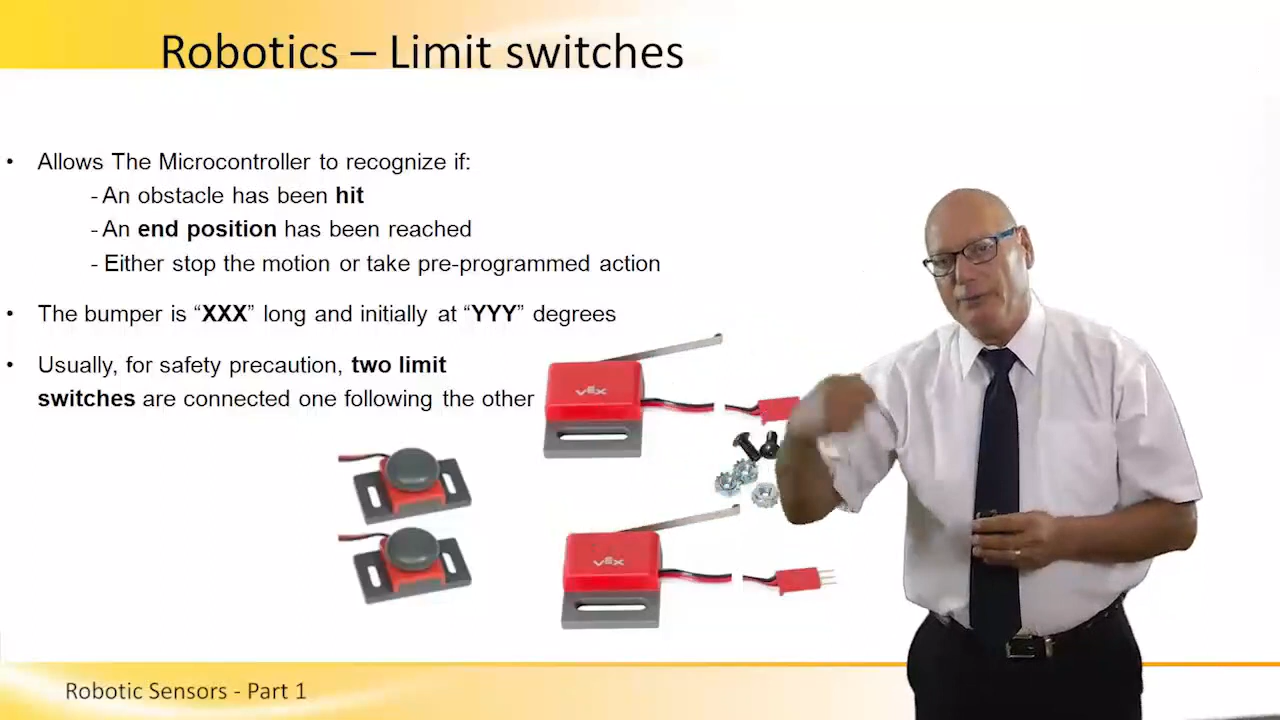 Robotics – Limit switches
• Allows The Microcontroller to recognize if:
- An obstacle has been hit
- An end position has been reached
- Either stop the motion or take pre-programmed action
• The bumper is “XXX” long and initially at “YYY” degrees
• Usually, for safety precaution, two limit
switches are connected one following the other
VEX
VEX
Robotic Sensors - Part 1